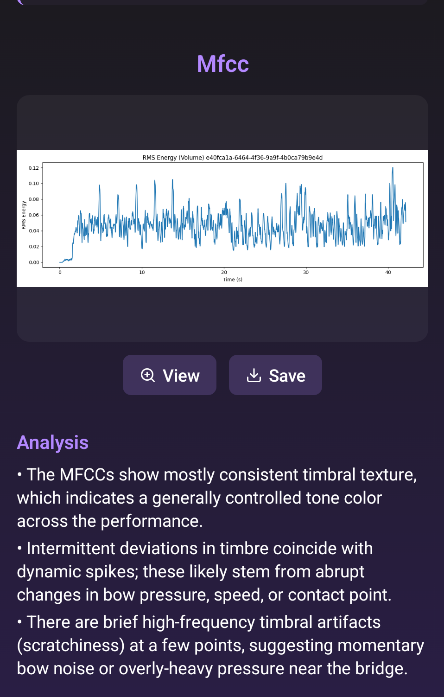 Mfcc
RMS Energy (Volume) e40fca1a-6464-4f36-9a9f-4b0ca79b9e4d
0.12
0.10
0.08
0.06
0.04
0.02
0.00
RMS Energy
0 10 20 30 40
Time (s)
View Save
Analysis
• The MFCCs show mostly consistent timbral texture,
which indicates a generally controlled tone color
across the performance.
• Intermittent deviations in timbre coincide with
dynamic spikes; these likely stem from abrupt
changes in bow pressure, speed, or contact point.
• There are brief high-frequency timbral artifacts
(scratchiness) at a few points, suggesting momentary
bow noise or overly-heavy pressure near the bridge.